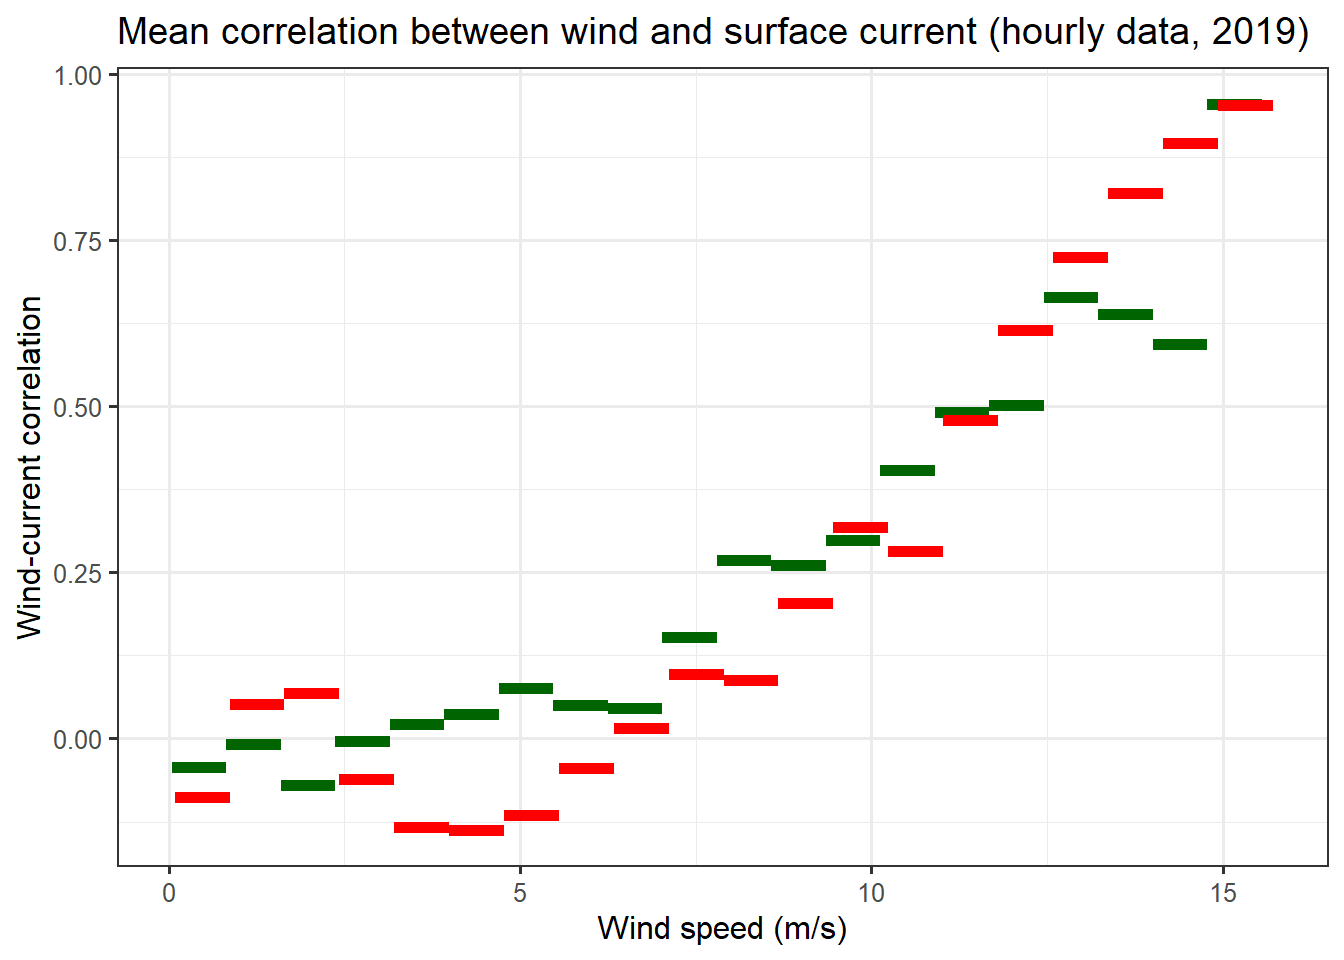 Mean correlation between wind and surface current (hourly data, 2019)
1.00
0.75
0.50
0.25
0.00
Wind-current correlation
0 5 10 15
Wind speed (m/s)